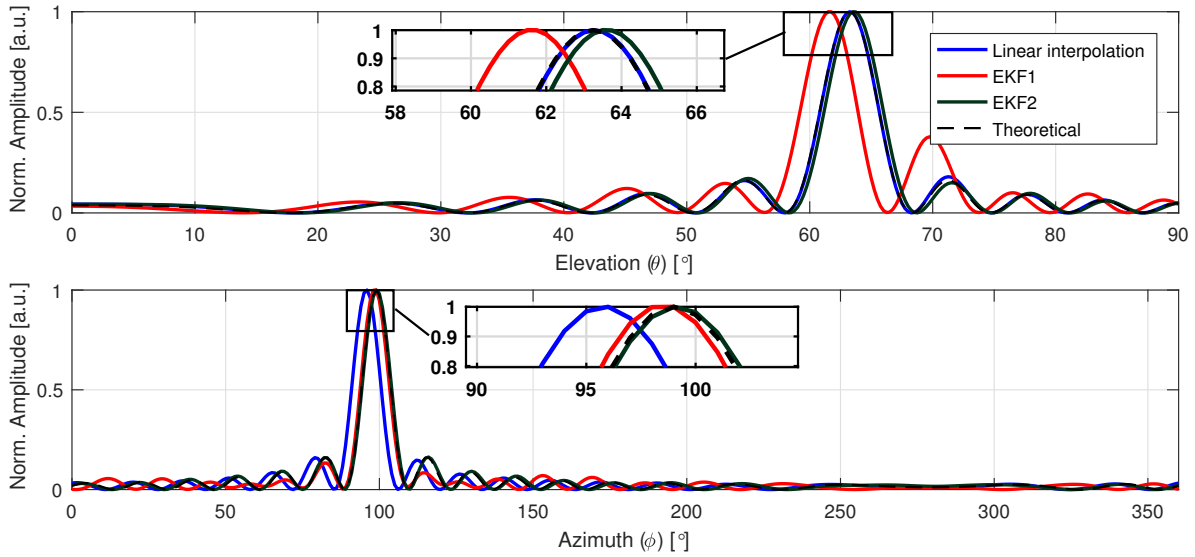 Norm. Amplitude [a.u.]
1
0.5
0
0 10 20 30 40 50 60 70 80 90
Elevation (θ) [°]
1
0.9
0.8
58 60 62 64 66
Linear interpolation
EKF1
EKF2
Theoretical
Norm. Amplitude [a.u.]
1
0.5
0
0 50 100 150 200 250 300 350
Azimuth (ϕ) [°]
1
0.9
0.8
90 95 100